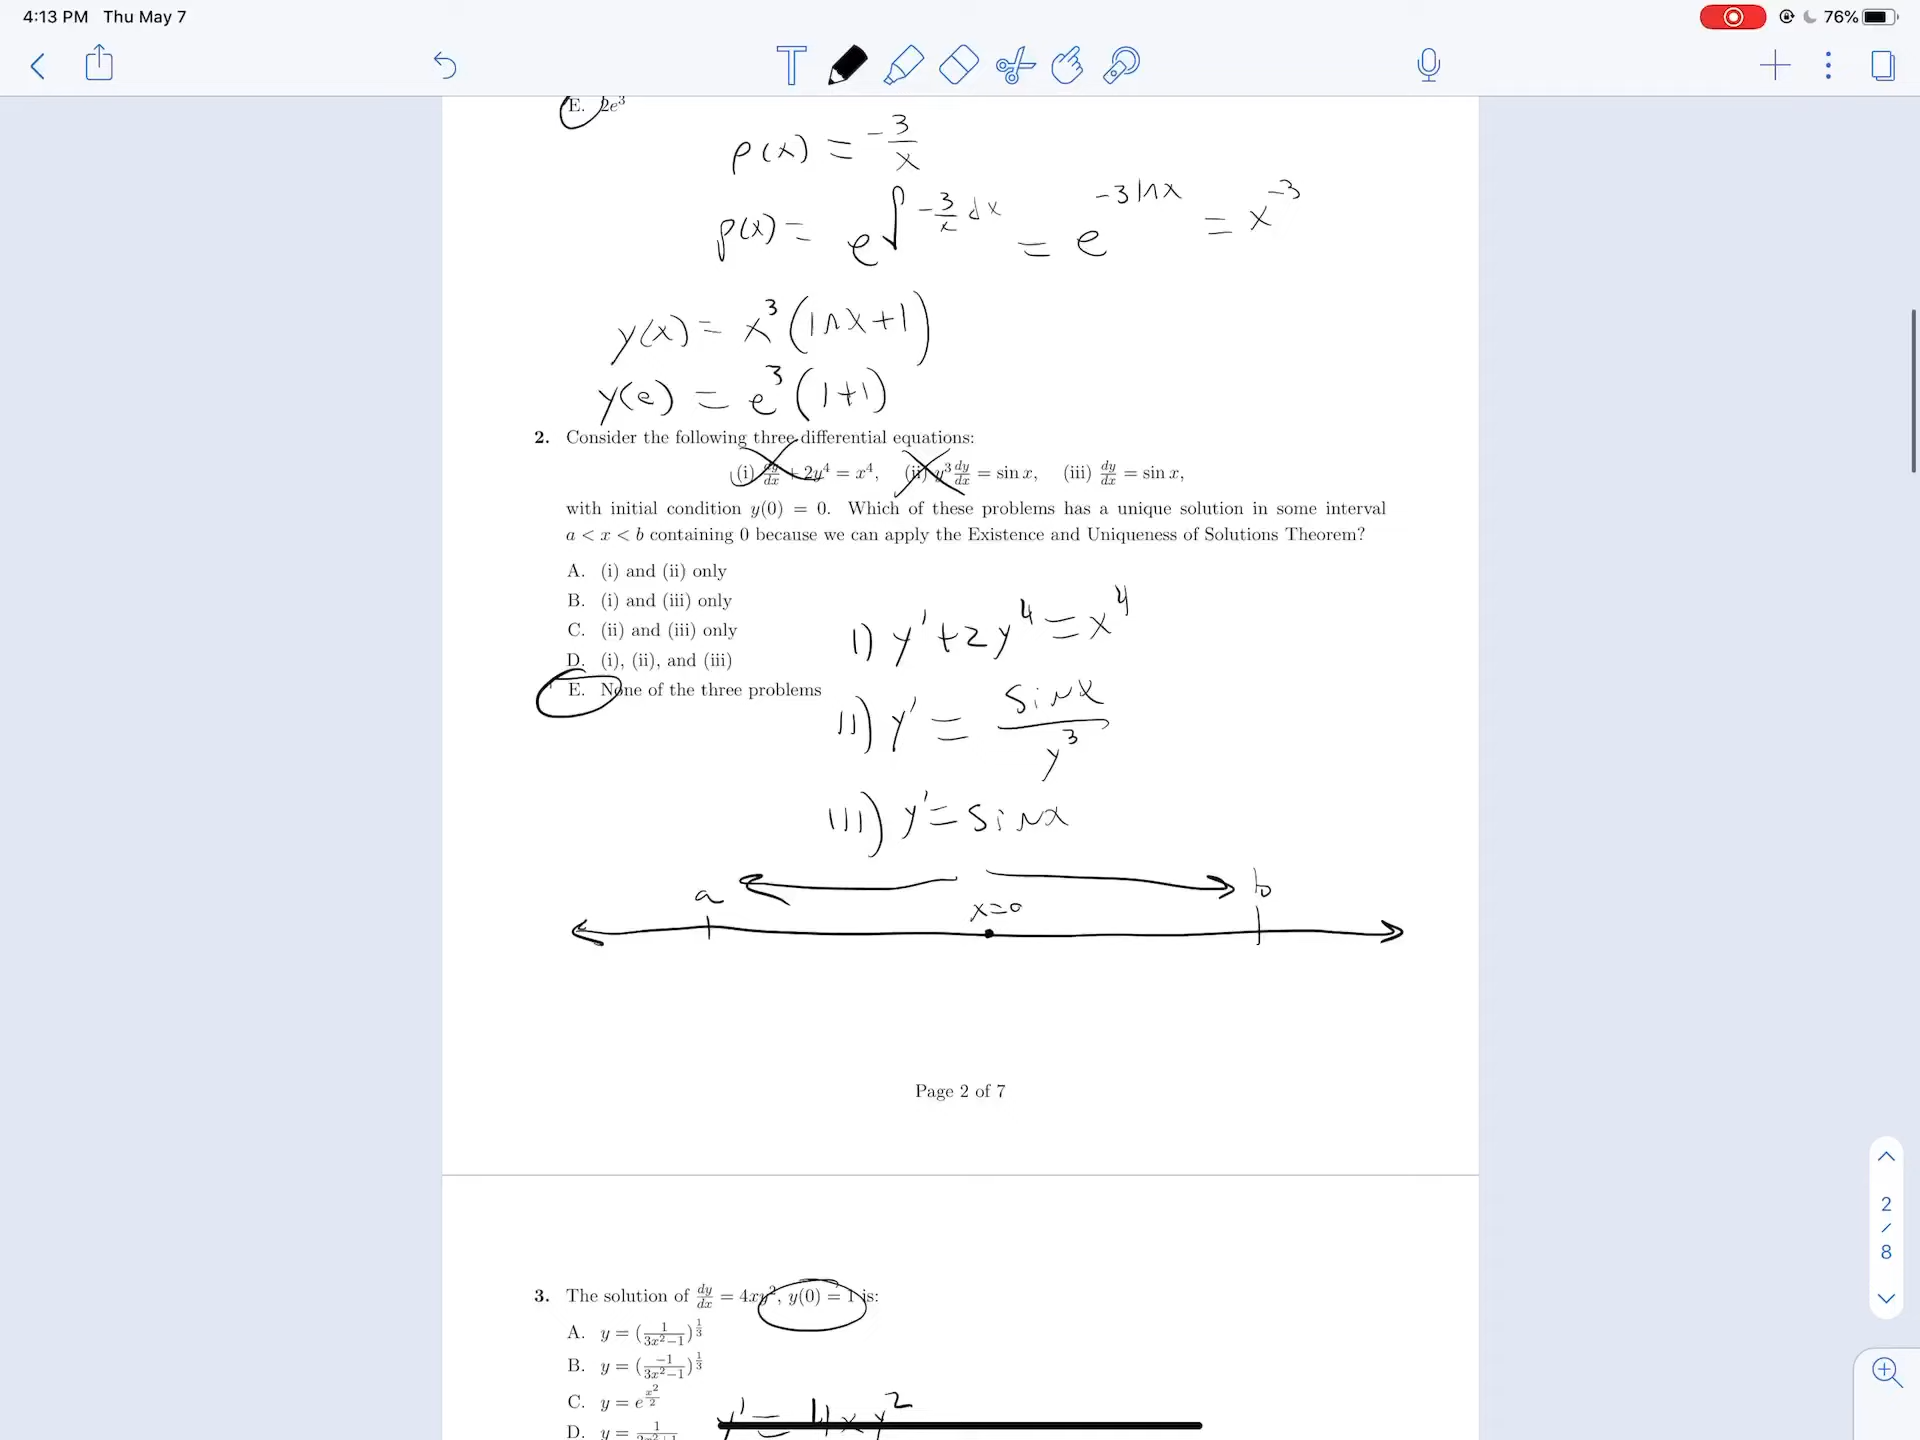 4:13 PM Thu May 7
76%
E. 2e³
p(x) = -3/x
ρ(x) = e^∫ -3/x dx = e^-3lnx = x^-3
y(x) = x³(lnx+1)
y(e) = e³(1+1)
2. Consider the following three differential equations:
(i) dy/dx + 2y⁴ = x⁴, (ii) y³ dy/dx = sin x, (iii) dy/dx = sin x,
with initial condition y(0) = 0. Which of these problems has a unique solution in some interval
a < x < b containing 0 because we can apply the Existence and Uniqueness of Solutions Theorem?
A. (i) and (ii) only
B. (i) and (iii) only
C. (ii) and (iii) only
D. (i), (ii), and (iii)
E. None of the three problems
I) y' + 2y⁴ = x⁴
II) y' = sinx/y³
III) y' = sinx
a b
x=0
Page 2 of 7
3. The solution of dy/dx = 4xy², y(0) = 1 is:
A. y = (1/(3x²−1))^(1/3)
B. y = (−1/(3x²−1))^(1/3)
C. y = e^(x²/2)
D. y = 1/(2x²+1)
y' = 4xy²
2
/
8